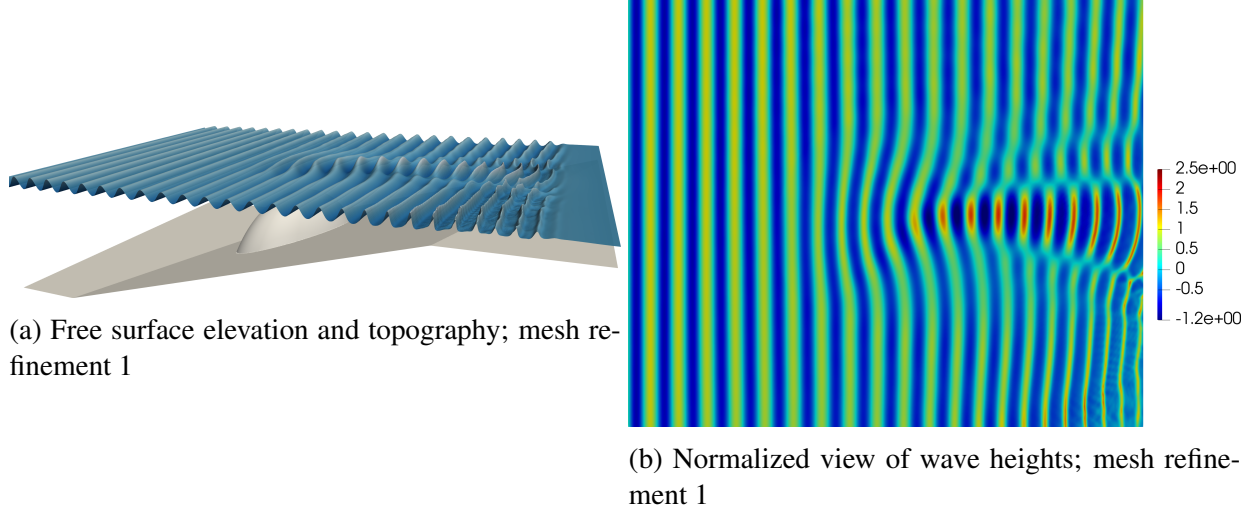 2.5e+00
2
1.5
1
0.5
0
-0.5
-1.2e+00
(a) Free surface elevation and topography; mesh re-
finement 1
(b) Normalized view of wave heights; mesh refine-
ment 1